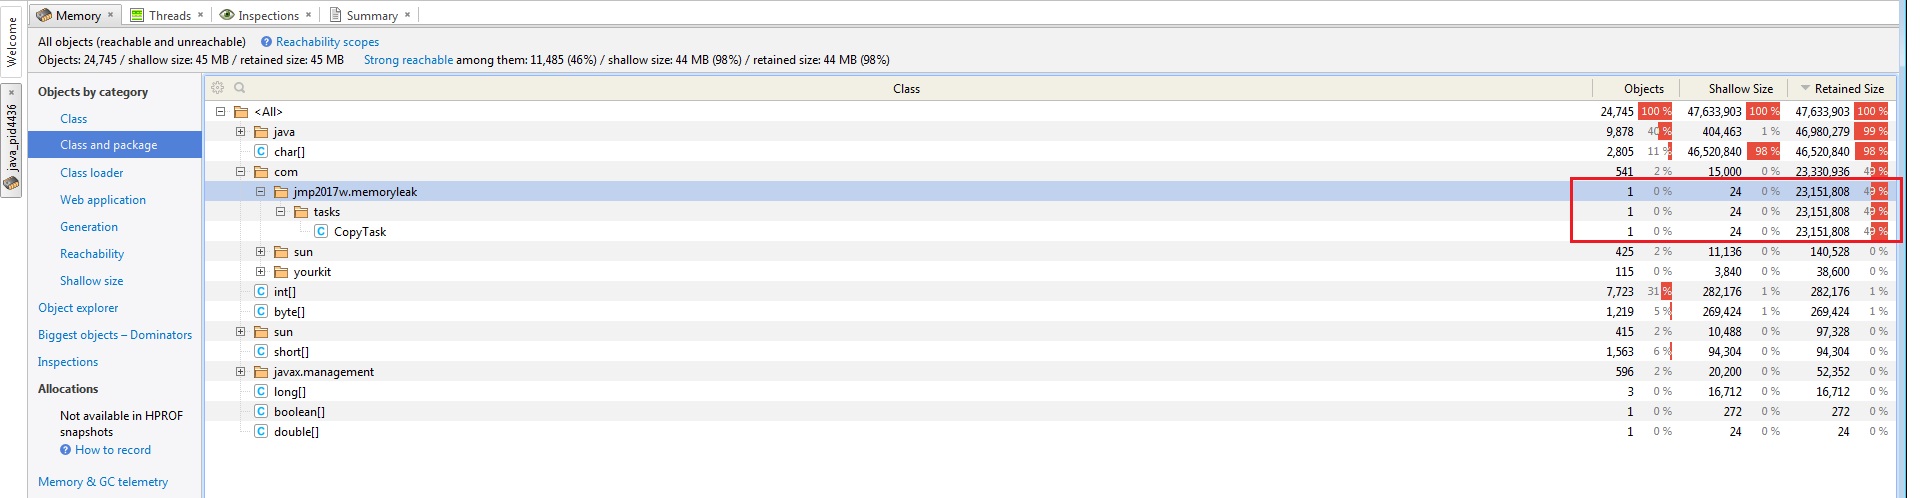 Welcome
java_pid4436
Memory Threads Inspections Summary
All objects (reachable and unreachable) Reachability scopes
Objects: 24,745 / shallow size: 45 MB / retained size: 45 MB Strong reachable among them: 11,485 (46%) / shallow size: 44 MB (98%) / retained size: 44 MB (98%)
Objects by category
Class
Class and package
Class loader
Web application
Generation
Reachability
Shallow size
Object explorer
Biggest objects – Dominators
Inspections
Allocations
Not available in HPROF
snapshots
How to record
Memory & GC telemetry
Class Objects Shallow Size Retained Size
<All> 24,745 100 % 47,633,903 100 % 47,633,903 100 %
java 9,878 40 % 404,463 1 % 46,980,279 99 %
char[] 2,805 11 % 46,520,840 98 % 46,520,840 98 %
com 541 2 % 15,000 0 % 23,330,936 49 %
jmp2017w.memoryleak 1 0 % 24 0 % 23,151,808 49 %
tasks 1 0 % 24 0 % 23,151,808 49 %
CopyTask 1 0 % 24 0 % 23,151,808 49 %
sun 425 2 % 11,136 0 % 140,528 0 %
yourkit 115 0 % 3,840 0 % 38,600 0 %
int[] 7,723 31 % 282,176 1 % 282,176 1 %
byte[] 1,219 5 % 269,424 1 % 269,424 1 %
sun 415 2 % 10,488 0 % 97,328 0 %
short[] 1,563 6 % 94,304 0 % 94,304 0 %
javax.management 596 2 % 20,200 0 % 52,352 0 %
long[] 3 0 % 16,712 0 % 16,712 0 %
boolean[] 1 0 % 272 0 % 272 0 %
double[] 1 0 % 24 0 % 24 0 %